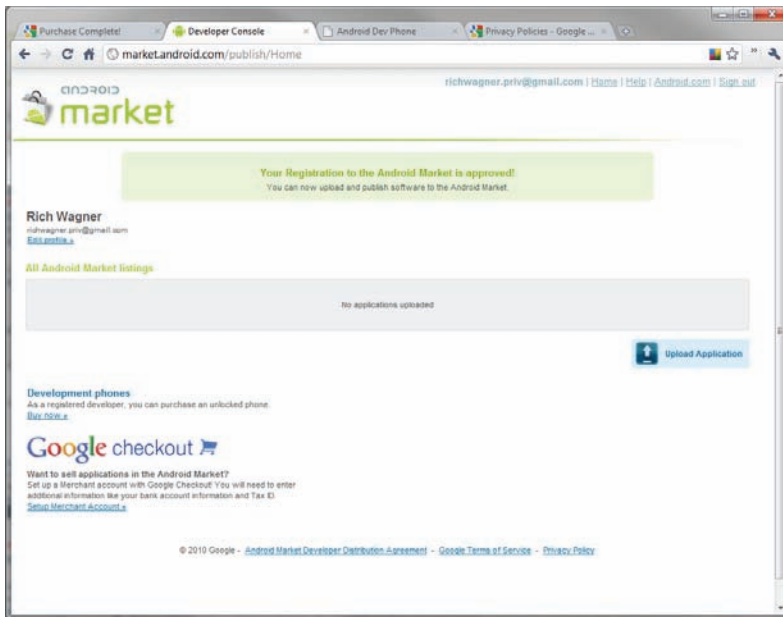 Purchase Complete!
Developer Console
Android Dev Phone
Privacy Policies - Google ...
market.android.com/publish/Home
richwagner.priv@gmail.com | Home | Help | Android.com | Sign out
android
market
Your Registration to the Android Market is approved!
You can now upload and publish software to the Android Market.
Rich Wagner
richwagner.priv@gmail.com
Edit profile »
All Android Market listings
No applications uploaded
Upload Application
Development phones
As a registered developer, you can purchase an unlocked phone.
Buy now »
Google checkout
Want to sell applications in the Android Market?
Set up a Merchant account with Google Checkout! You will need to enter
additional information like your bank account information and Tax ID.
Setup Merchant Account »
© 2010 Google - Android Market Developer Distribution Agreement - Google Terms of Service - Privacy Policy